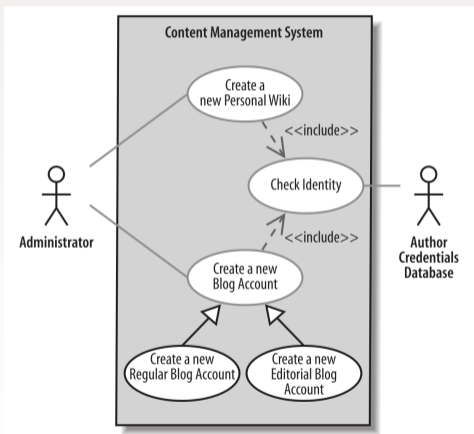 Content Management System
Create a
new Personal Wiki
<<include>>
Check Identity
Administrator
<<include>>
Author
Credentials
Database
Create a new
Blog Account
Create a new
Regular Blog Account
Create a new
Editorial Blog
Account